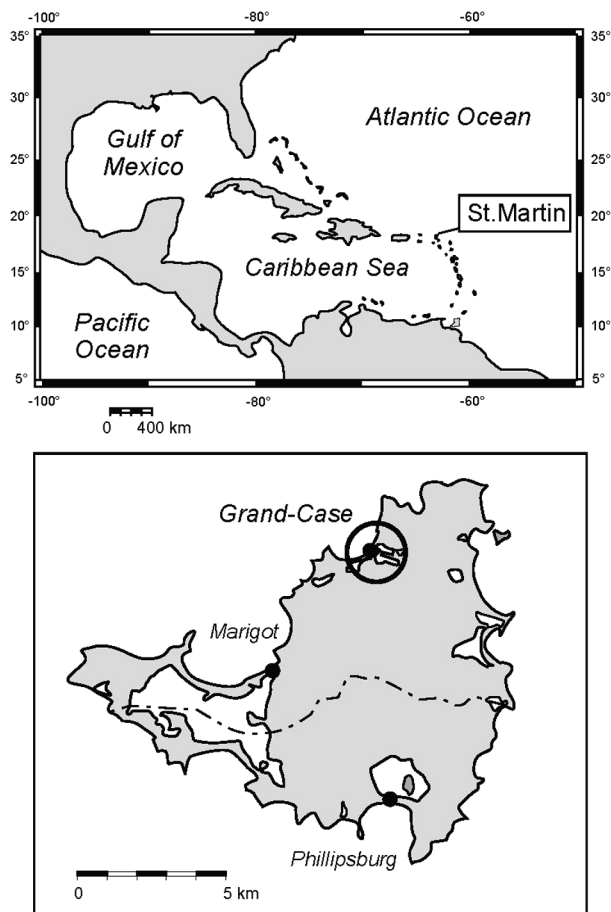 -100°
-80°
-60°
35°
35°
30°
30°
Atlantic Ocean
Gulf of
Mexico
25°
25°
St.Martin
20°
20°
Caribbean Sea
15°
15°
Pacific
Ocean
10°
10°
5°
5°
-100°
-80°
-60°
0 400 km
Grand-Case
Marigot
Phillipsburg
0 5 km